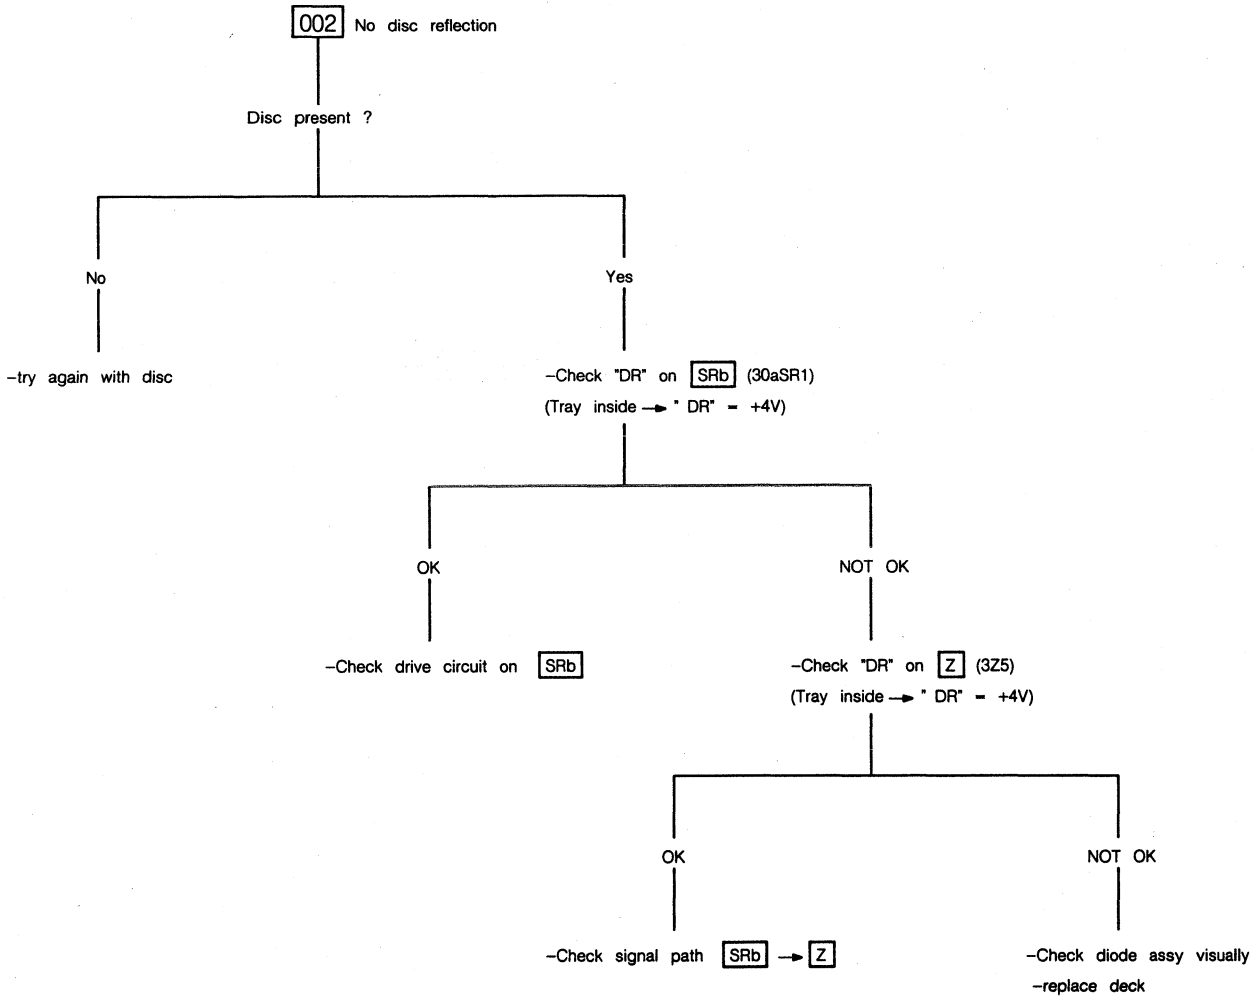 002 No disc reflection
Disc present ?
No
Yes
-try again with disc
-Check "DR" on SRb (30aSR1)
(Tray inside → " DR" = +4V)
OK
NOT OK
-Check drive circuit on SRb
-Check "DR" on Z (3Z5)
(Tray inside → " DR" = +4V)
OK
NOT OK
-Check signal path SRb → Z
-Check diode assy visually
-replace deck